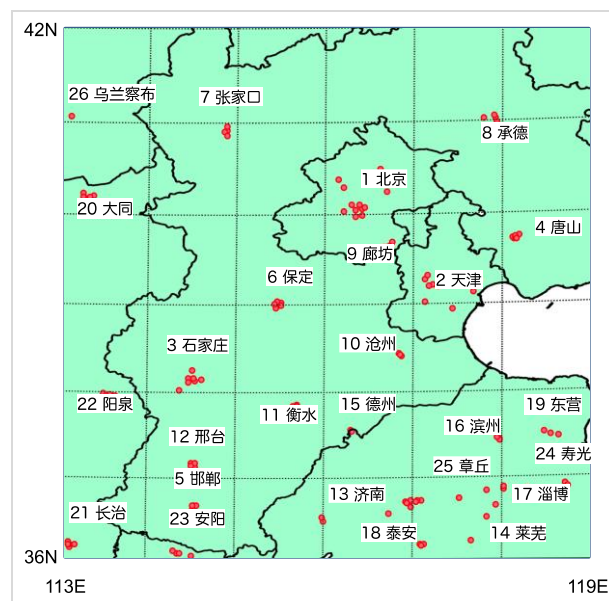 42N
26 乌兰察布
7 张家口
8 承德
1 北京
20 大同
4 唐山
9 廊坊
6 保定
2 天津
3 石家庄
10 沧州
22 阳泉
11 衡水
15 德州
19 东营
16 滨州
12 邢台
24 寿光
25 章丘
5 邯郸
13 济南
17 淄博
21 长治
23 安阳
18 泰安
14 莱芜
36N
113E
119E